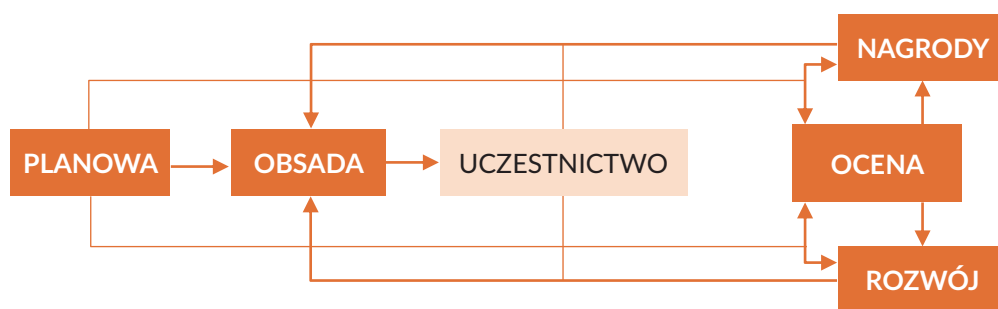 NAGRODY
PLANOWA
OBSADA
UCZESTNICTWO
OCENA
ROZWÓJ